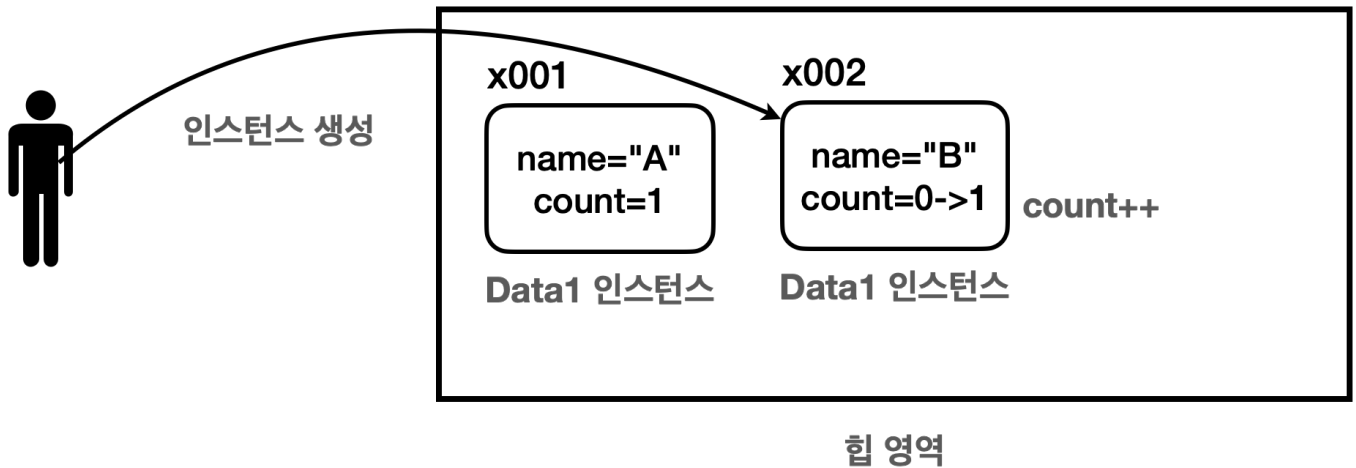 인스턴스 생성
x001
name="A"
count=1
Data1 인스턴스
x002
name="B"
count=0->1
count++
Data1 인스턴스
힙 영역